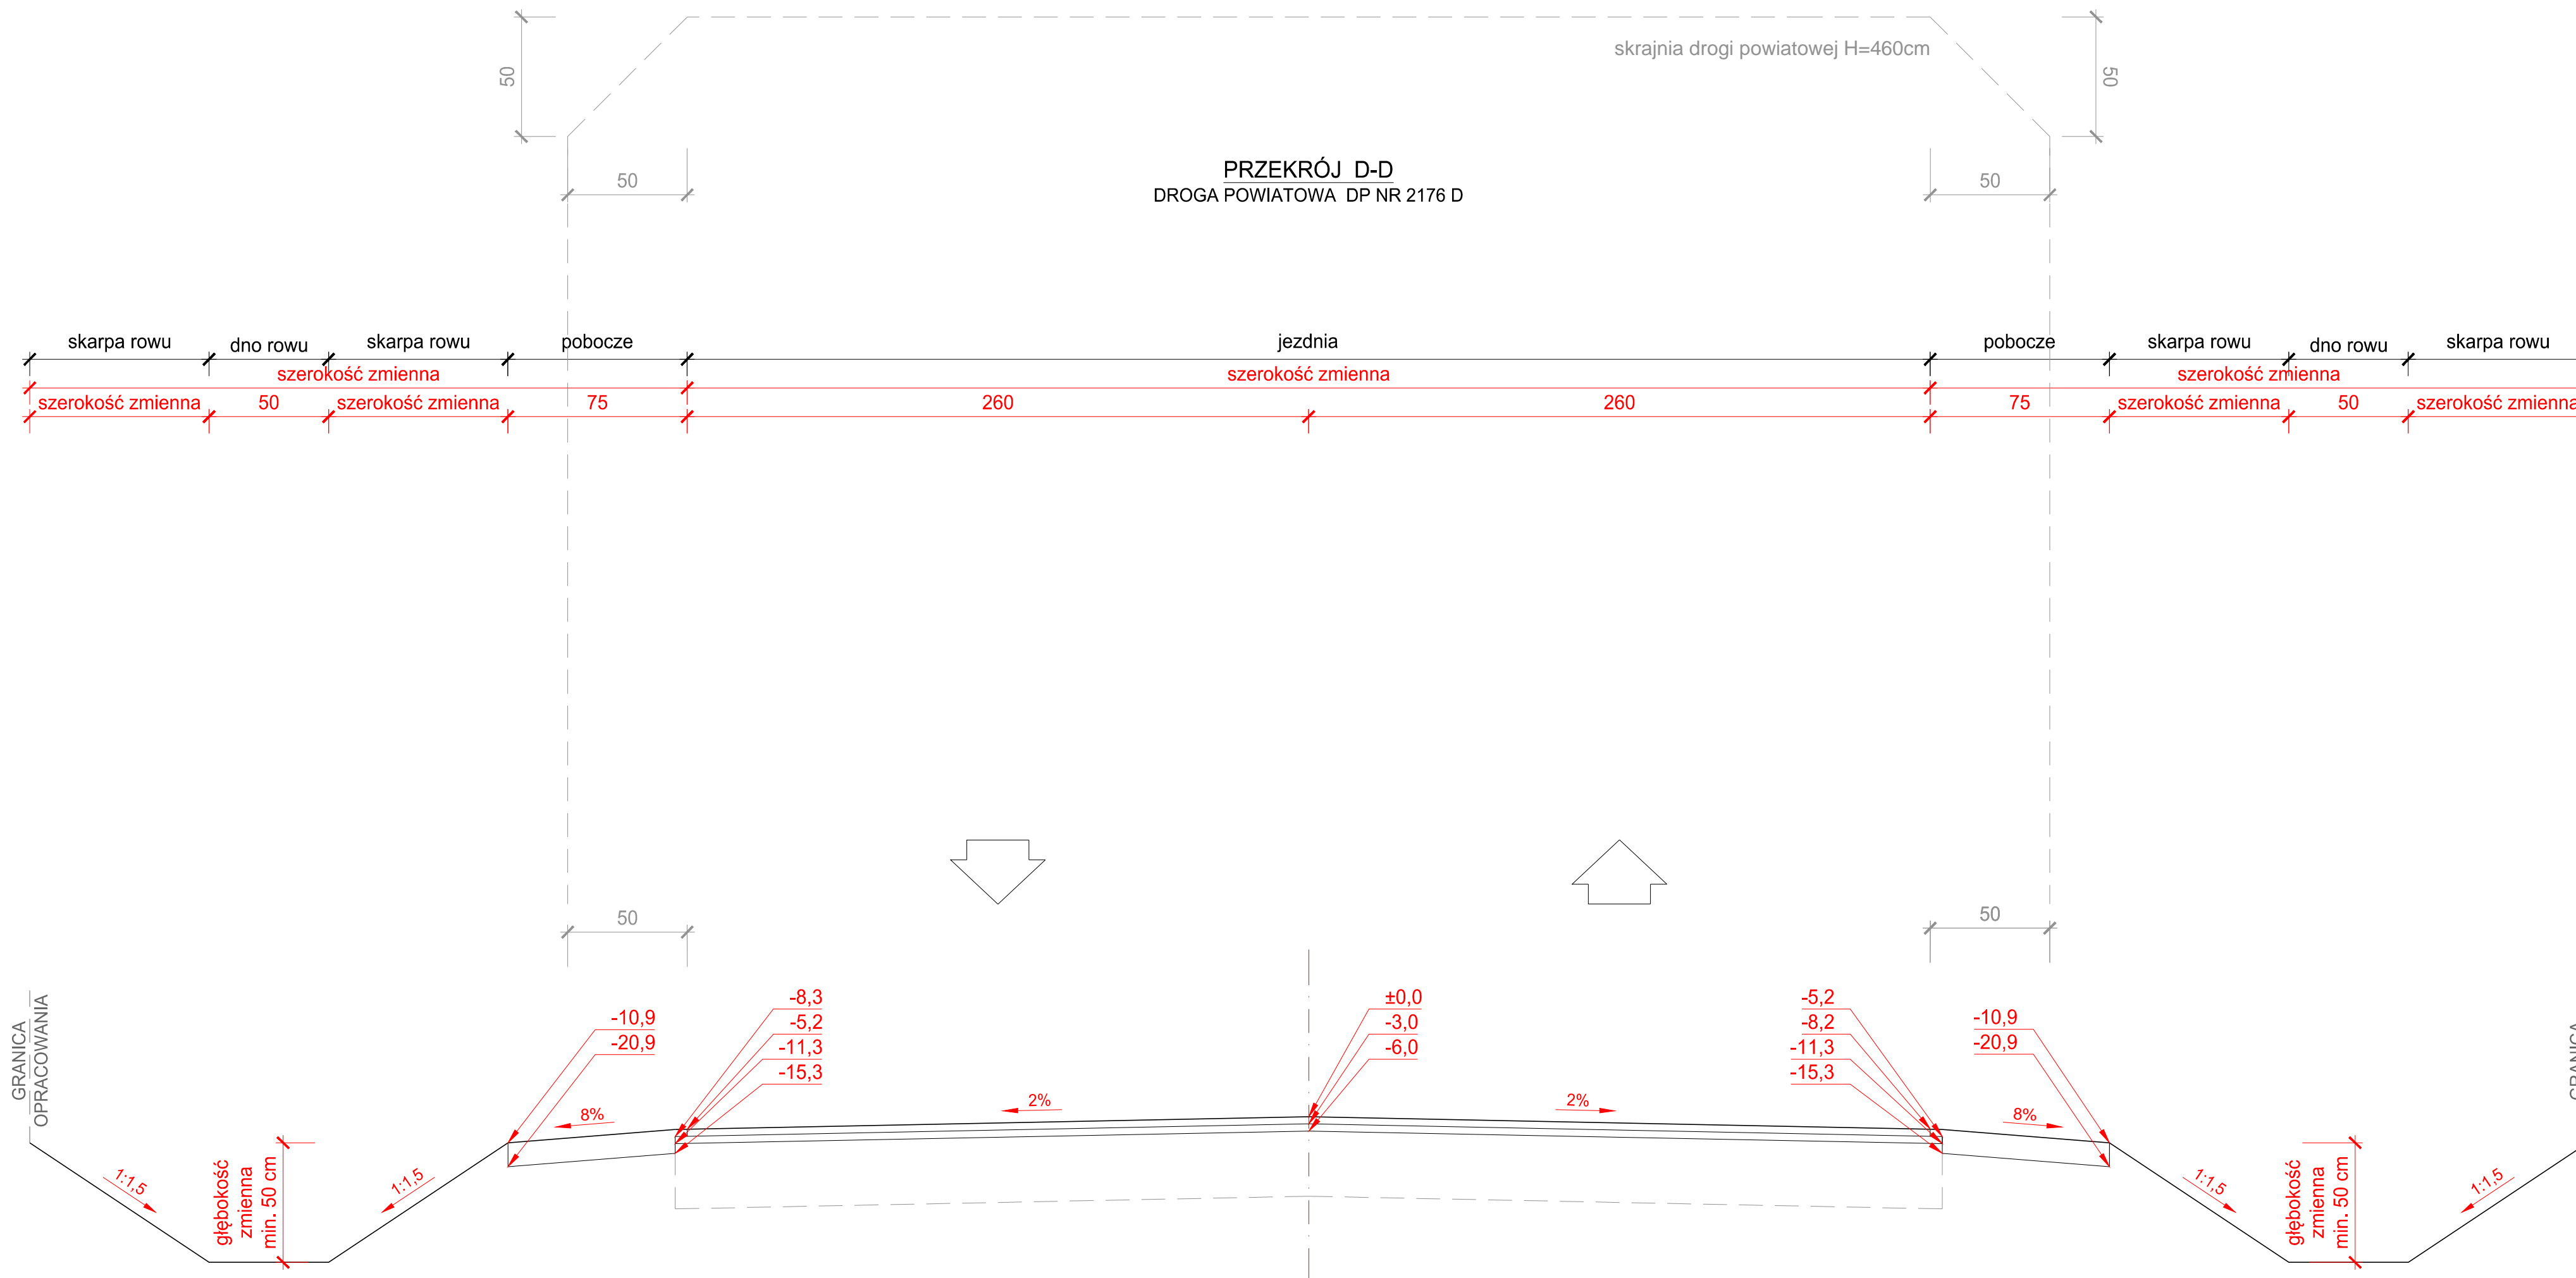 50
skrajnia drogi powiatowej H=460cm
50
PRZEKRÓJ D-D
DROGA POWIATOWA DP NR 2176 D
50
50
skarpa rowu
dno rowu
skarpa rowu
pobocze
jezdnia
pobocze
skarpa rowu
dno rowu
skarpa rowu
szerokość zmienna
szerokość zmienna
szerokość zmienna
szerokość zmienna
50
szerokość zmienna
75
260
260
75
szerokość zmienna
50
szerokość zmienna
50
50
GRANICA
OPRACOWANIA
-10,9
-20,9
-8,3
-5,2
-11,3
-15,3
±0,0
-3,0
-6,0
-5,2
-8,2
-11,3
-15,3
-10,9
-20,9
GRANICA
8%
2%
2%
8%
1:1,5
głębokość
zmienna
min. 50 cm
1:1,5
1:1,5
głębokość
zmienna
min. 50 cm
1:1,5